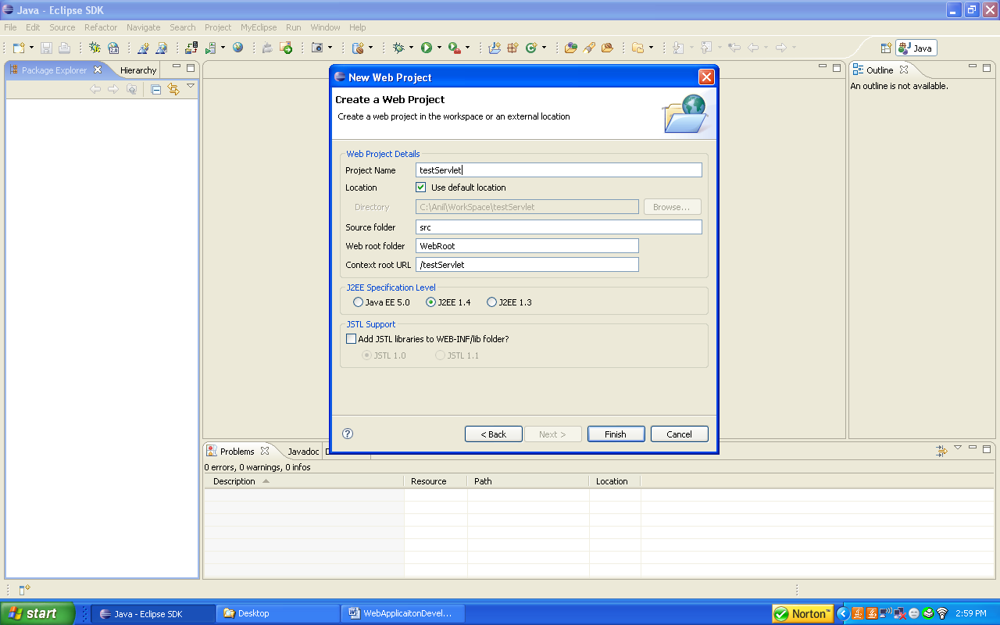 Java - Eclipse SDK
File Edit Source Refactor Navigate Search Project MyEclipse Run Window Help
2.0
Java
Package Explorer
Hierarchy
Outline
An outline is not available.
New Web Project
Create a Web Project
Create a web project in the workspace or an external location
Web Project Details
Project Name testServlet
Location Use default location
Directory C:\Anil\WorkSpace\testServlet Browse...
Source folder src
Web root folder WebRoot
Context root URL /testServlet
J2EE Specification Level
Java EE 5.0 J2EE 1.4 J2EE 1.3
JSTL Support
Add JSTL libraries to WEB-INF/lib folder?
JSTL 1.0 JSTL 1.1
? < Back Next > Finish Cancel
Problems Javadoc
0 errors, 0 warnings, 0 infos
Description Resource Path Location
start Java - Eclipse SDK Desktop WebApplicaitonDevel... Norton™ 2:59 PM